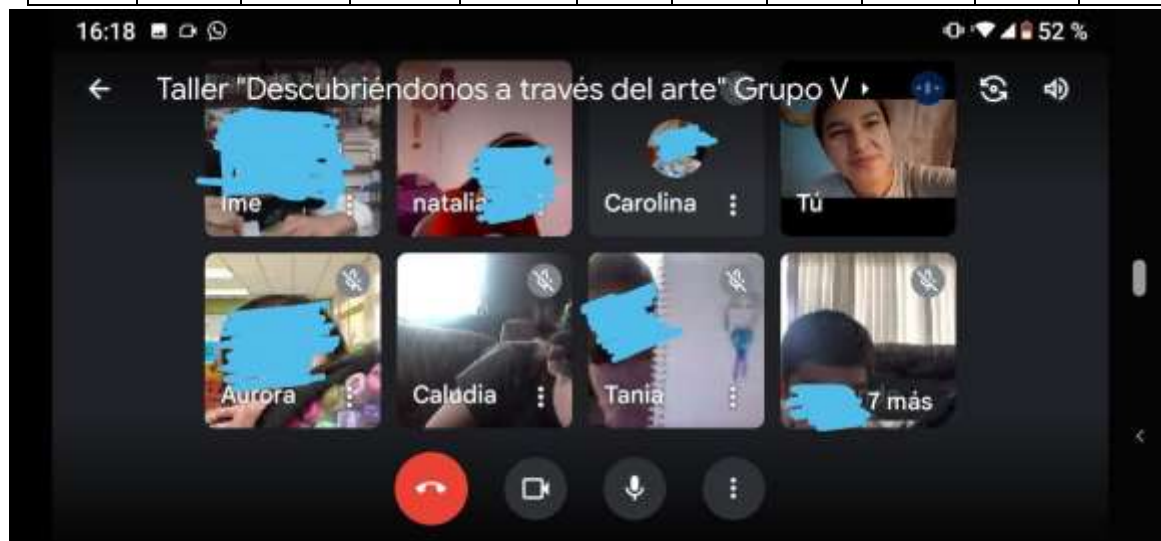 16:18 52 %
Taller "Descubriéndonos a través del arte" Grupo V
Ime natalia Carolina Tú
Aurora Caludia Tania 7 más